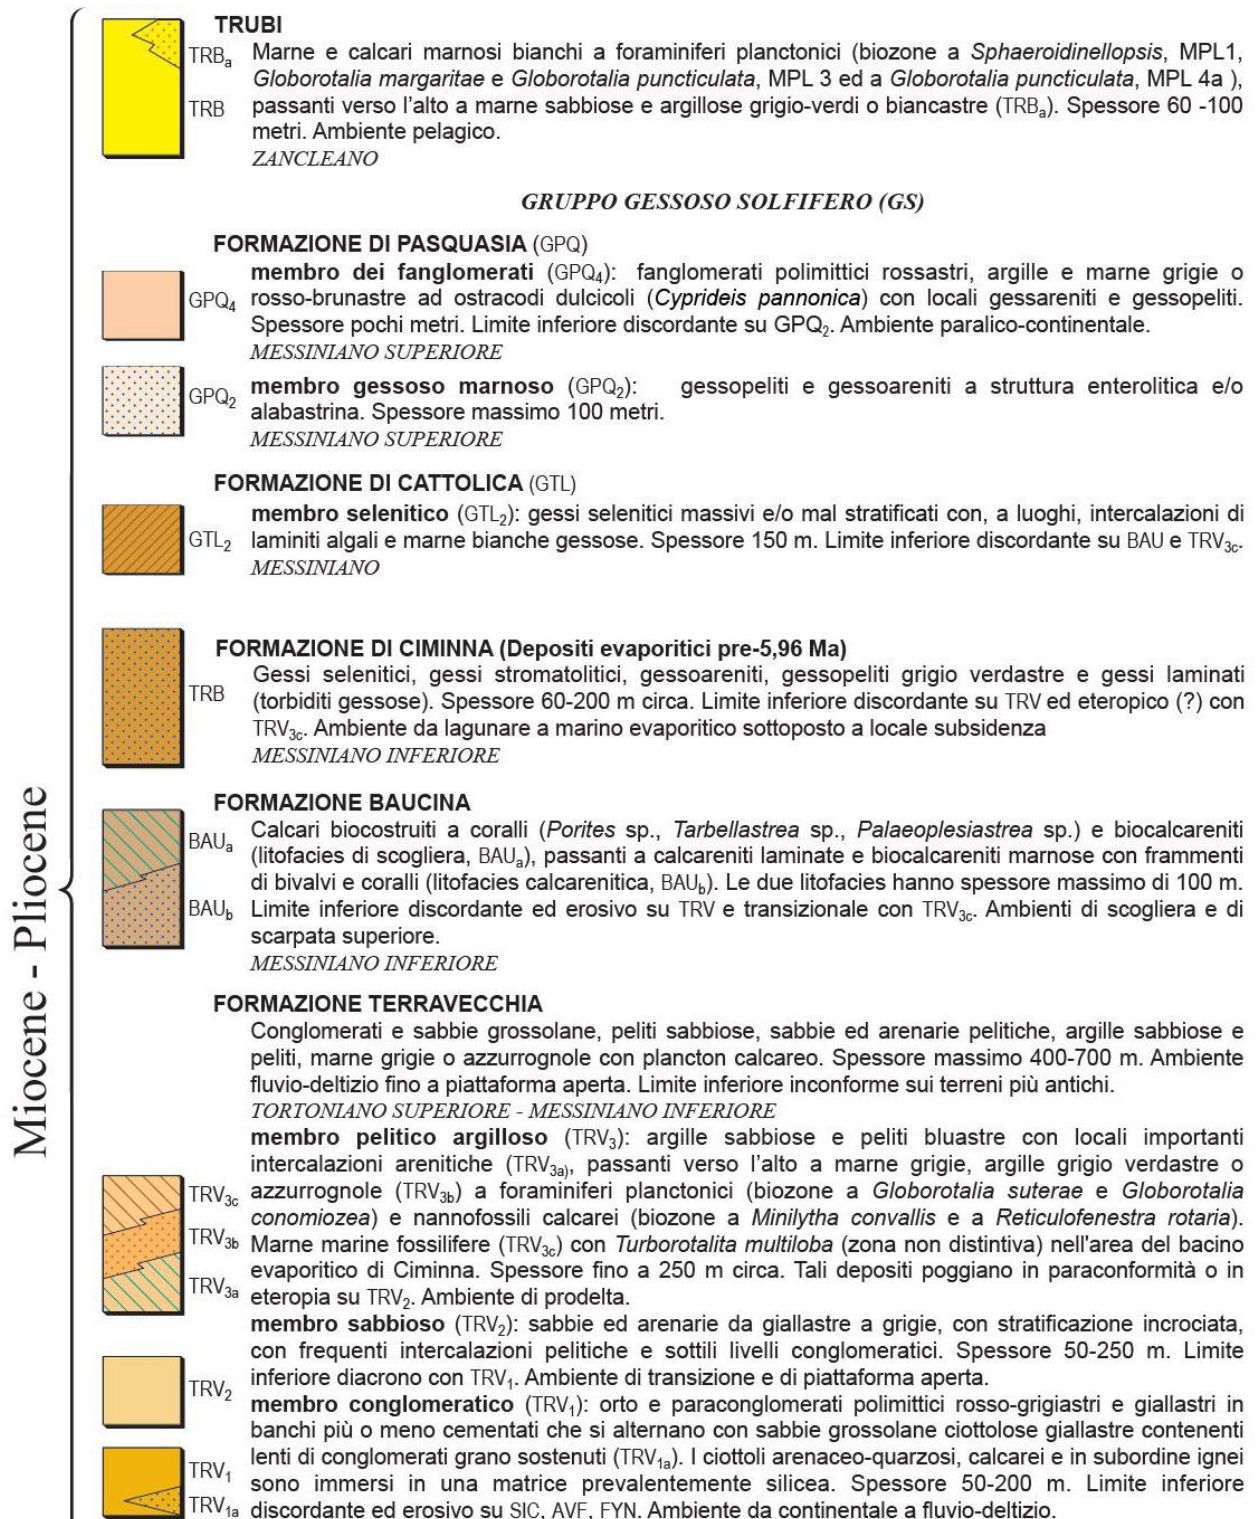 Miocene - Pliocene
TRUBI
TRBa Marne e calcari marnosi bianchi a foraminiferi planctonici (biozone a Sphaeroidinellopsis, MPL1,
Globorotalia margaritae e Globorotalia puncticulata, MPL 3 ed a Globorotalia puncticulata, MPL 4a ),
TRB passanti verso l'alto a marne sabbiose e argillose grigio-verdi o biancastre (TRBa). Spessore 60 -100
metri. Ambiente pelagico.
ZANCLEANO
GRUPPO GESSOSO SOLFIFERO (GS)
FORMAZIONE DI PASQUASIA (GPQ)
membro dei fanglomerati (GPQ4): fanglomerati polimittici rossastri, argille e marne grigie o
GPQ4 rosso-brunastre ad ostracodi dulcicoli (Cyprideis pannonica) con locali gessareniti e gessopeliti.
Spessore pochi metri. Limite inferiore discordante su GPQ2. Ambiente paralico-continentale.
MESSINIANO SUPERIORE
GPQ2 membro gessoso marnoso (GPQ2): gessopeliti e gessoareniti a struttura enterolitica e/o
alabastrina. Spessore massimo 100 metri.
MESSINIANO SUPERIORE
FORMAZIONE DI CATTOLICA (GTL)
membro selenitico (GTL2): gessi selenitici massivi e/o mal stratificati con, a luoghi, intercalazioni di
GTL2 laminiti algali e marne bianche gessose. Spessore 150 m. Limite inferiore discordante su BAU e TRV3c.
MESSINIANO
FORMAZIONE DI CIMINNA (Depositi evaporitici pre-5,96 Ma)
Gessi selenitici, gessi stromatolitici, gessoareniti, gessopeliti grigio verdastre e gessi laminati
TRB (torbiditi gessose). Spessore 60-200 m circa. Limite inferiore discordante su TRV ed eteropico (?) con
TRV3c. Ambiente da lagunare a marino evaporitico sottoposto a locale subsidenza
MESSINIANO INFERIORE
FORMAZIONE BAUCINA
BAUa Calcari biocostruiti a coralli (Porites sp., Tarbellastrea sp., Palaeoplesiastrea sp.) e biocalcareniti
(litofacies di scogliera, BAUa), passanti a calcareniti laminate e biocalcareniti marnose con frammenti
di bivalvi e coralli (litofacies calcarenitica, BAUb). Le due litofacies hanno spessore massimo di 100 m.
BAUb Limite inferiore discordante ed erosivo su TRV e transizionale con TRV3c. Ambienti di scogliera e di
scarpata superiore.
MESSINIANO INFERIORE
FORMAZIONE TERRAVECCHIA
Conglomerati e sabbie grossolane, peliti sabbiose, sabbie ed arenarie pelitiche, argille sabbiose e
peliti, marne grigie o azzurrognole con plancton calcareo. Spessore massimo 400-700 m. Ambiente
fluvio-deltizio fino a piattaforma aperta. Limite inferiore inconforme sui terreni più antichi.
TORTONIANO SUPERIORE - MESSINIANO INFERIORE
membro pelitico argilloso (TRV3): argille sabbiose e peliti bluastre con locali importanti
intercalazioni arenitiche (TRV3a), passanti verso l'alto a marne grigie, argille grigio verdastre o
TRV3c azzurrognole (TRV3b) a foraminiferi planctonici (biozone a Globorotalia suterae e Globorotalia
conomiozea) e nannofossili calcarei (biozone a Minilytha convallis e a Reticulofenestra rotaria).
TRV3b Marne marine fossilifere (TRV3c) con Turborotalita multiloba (zona non distintiva) nell'area del bacino
evaporitico di Ciminna. Spessore fino a 250 m circa. Tali depositi poggiano in paraconformità o in
TRV3a eteropia su TRV2. Ambiente di prodelta.
membro sabbioso (TRV2): sabbie ed arenarie da giallastre a grigie, con stratificazione incrociata,
con frequenti intercalazioni pelitiche e sottili livelli conglomeratici. Spessore 50-250 m. Limite
TRV2 inferiore diacrono con TRV1. Ambiente di transizione e di piattaforma aperta.
membro conglomeratico (TRV1): orto e paraconglomerati polimittici rosso-grigiastri e giallastri in
banchi più o meno cementati che si alternano con sabbie grossolane ciottolose giallastre contenenti
TRV1 lenti di conglomerati grano sostenuti (TRV1a). I ciottoli arenaceo-quarzosi, calcarei e in subordine ignei
sono immersi in una matrice prevalentemente silicea. Spessore 50-200 m. Limite inferiore
TRV1a discordante ed erosivo su SIC, AVF, FYN. Ambiente da continentale a fluvio-deltizio.